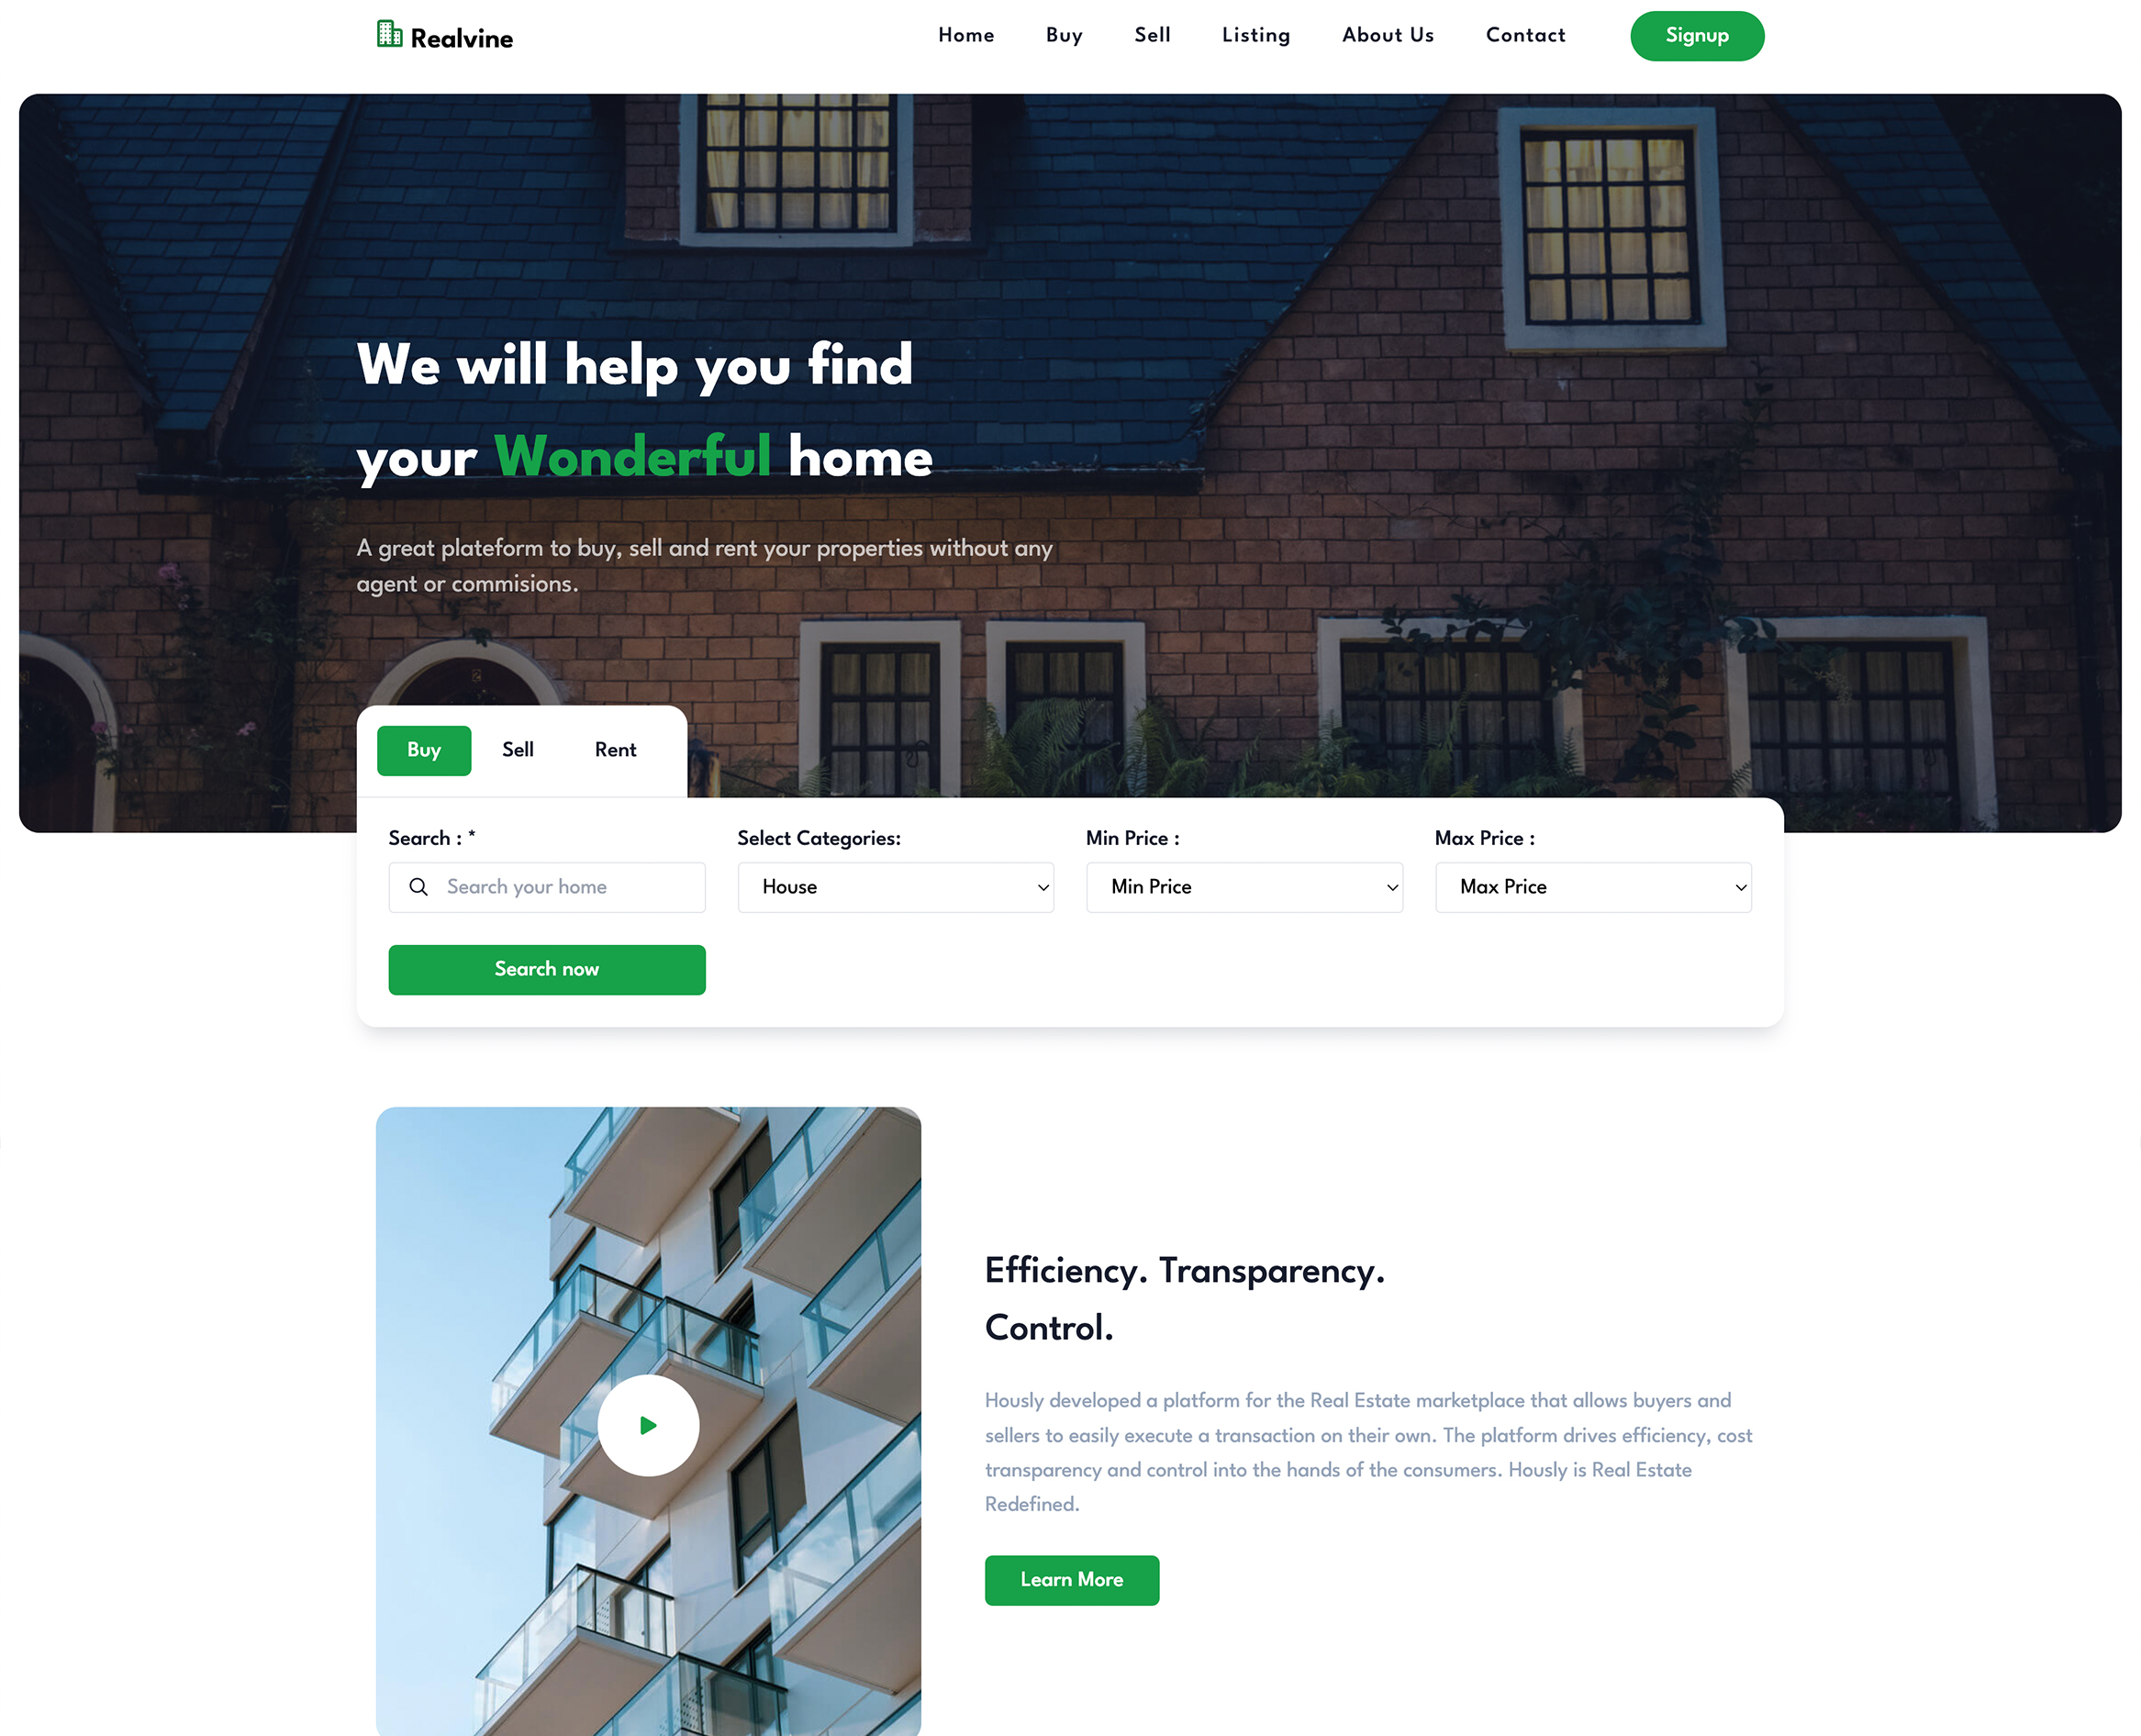 Realvine
Home Buy Sell Listing About Us Contact Signup
We will help you find
your Wonderful home
A great plateform to buy, sell and rent your properties without any
agent or commisions.
Buy Sell Rent
Search : * Select Categories: Min Price : Max Price :
Search your home House Min Price Max Price
Search now
Efficiency. Transparency.
Control.
Hously developed a platform for the Real Estate marketplace that allows buyers and
sellers to easily execute a transaction on their own. The platform drives efficiency, cost
transparency and control into the hands of the consumers. Hously is Real Estate
Redefined.
Learn More